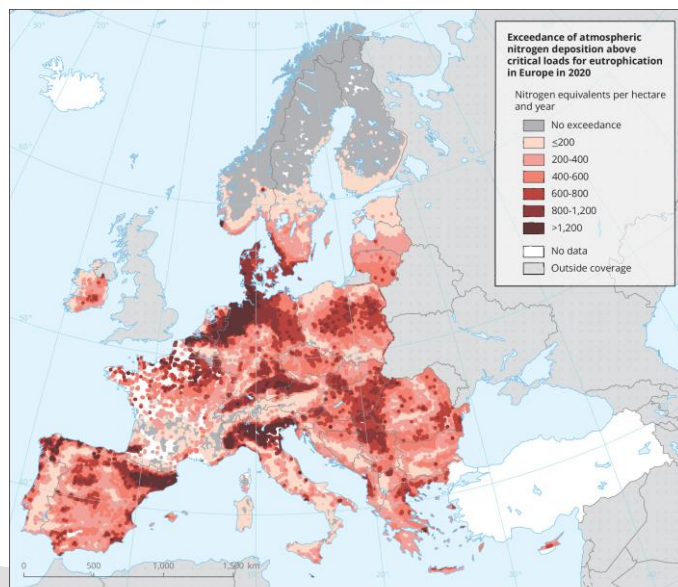 Exceedance of atmospheric
nitrogen deposition above
critical loads for eutrophication
in Europe in 2020
Nitrogen equivalents per hectare
and year
No exceedance
≤200
200-400
400-600
600-800
800-1,200
>1,200
No data
Outside coverage
0 500 1,000 1,500 km